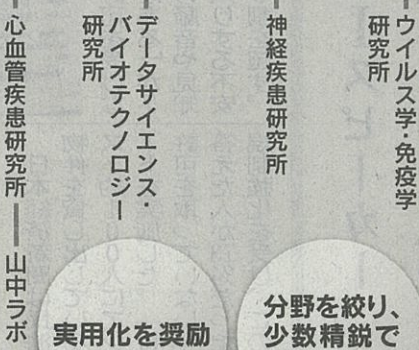 ウイルス学・免疫学
研究所
神経疾患研究所
データサイエンス・
バイオテクノロジー
研究所
心血管疾患研究所
山中ラボ
分野を絞り、
少数精鋭で
実用化を奨励